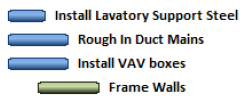 Install Lavatory Support Steel
Rough In Duct Mains
Install VAV boxes
Frame Walls